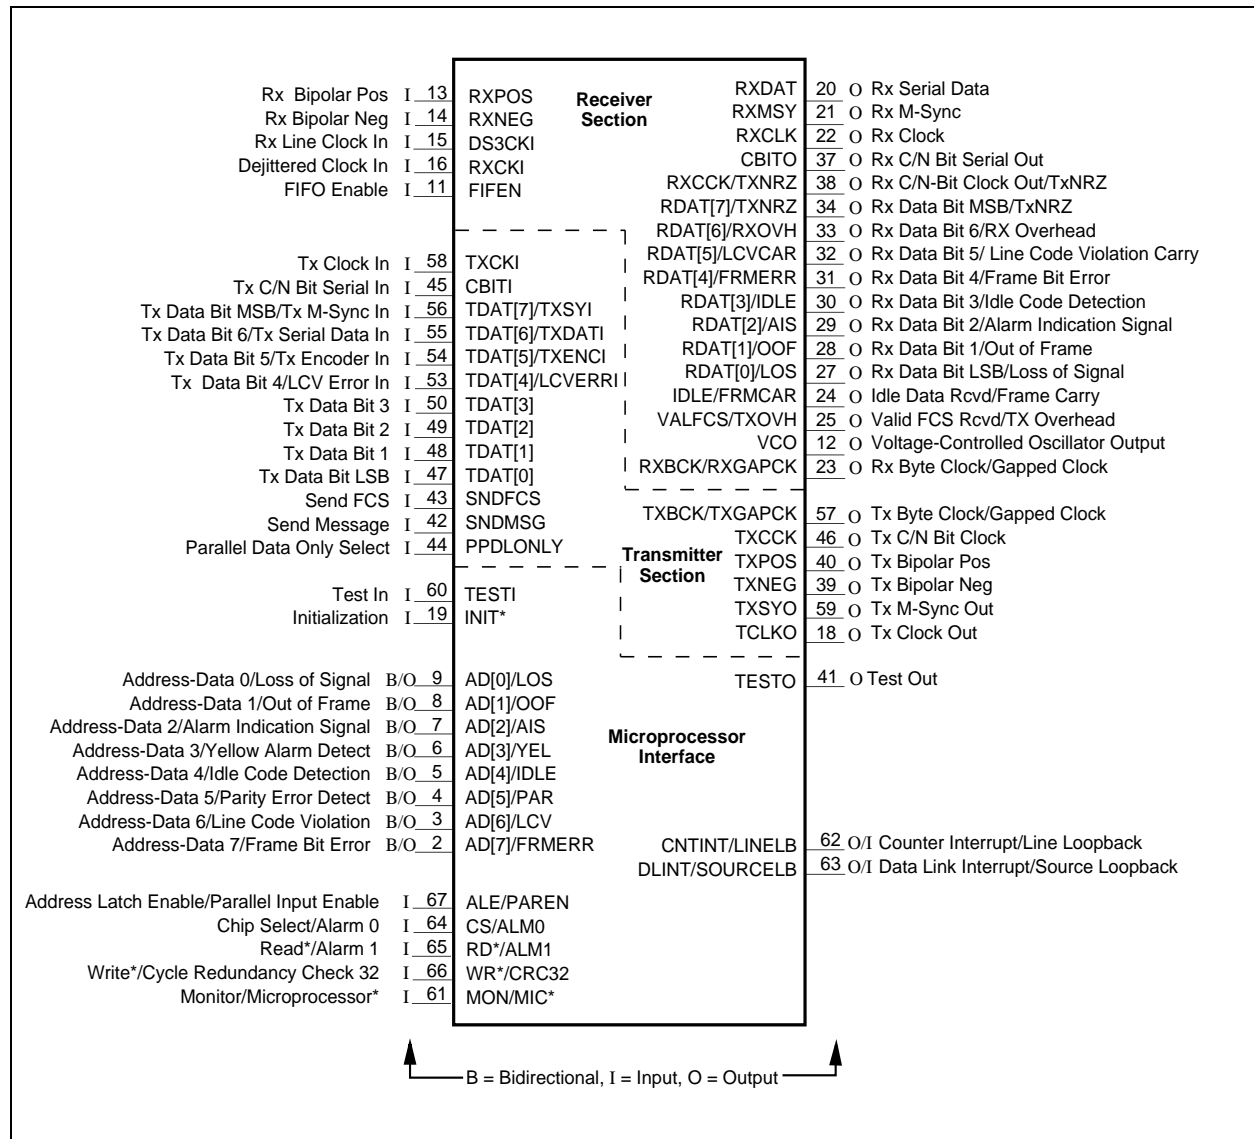 Rx Bipolar Pos I 13 RXPOS
Rx Bipolar Neg I 14 RXNEG
Rx Line Clock In I 15 DS3CKI
Dejittered Clock In I 16 RXCKI
FIFO Enable I 11 FIFEN
Receiver
Section
RXDAT 20 O Rx Serial Data
RXMSY 21 O Rx M-Sync
RXCLK 22 O Rx Clock
CBITO 37 O Rx C/N Bit Serial Out
RXCCK/TXNRZ 38 O Rx C/N-Bit Clock Out/TxNRZ
RDAT[7]/TXNRZ 34 O Rx Data Bit MSB/TxNRZ
RDAT[6]/RXOVH 33 O Rx Data Bit 6/RX Overhead
RDAT[5]/LCVCAR 32 O Rx Data Bit 5/ Line Code Violation Carry
RDAT[4]/FRMERR 31 O Rx Data Bit 4/Frame Bit Error
RDAT[3]/IDLE 30 O Rx Data Bit 3/Idle Code Detection
RDAT[2]/AIS 29 O Rx Data Bit 2/Alarm Indication Signal
RDAT[1]/OOF 28 O Rx Data Bit 1/Out of Frame
RDAT[0]/LOS 27 O Rx Data Bit LSB/Loss of Signal
IDLE/FRMCAR 24 O Idle Data Rcvd/Frame Carry
VALFCS/TXOVH 25 O Valid FCS Rcvd/TX Overhead
VCO 12 O Voltage-Controlled Oscillator Output
RXBCK/RXGAPCK 23 O Rx Byte Clock/Gapped Clock
Tx Clock In I 58 TXCKI
Tx C/N Bit Serial In I 45 CBITI
Tx Data Bit MSB/Tx M-Sync In I 56 TDAT[7]/TXSYI
Tx Data Bit 6/Tx Serial Data In I 55 TDAT[6]/TXDATI
Tx Data Bit 5/Tx Encoder In I 54 TDAT[5]/TXENCI
Tx Data Bit 4/LCV Error In I 53 TDAT[4]/LCVERRI
Tx Data Bit 3 I 50 TDAT[3]
Tx Data Bit 2 I 49 TDAT[2]
Tx Data Bit 1 I 48 TDAT[1]
Tx Data Bit LSB I 47 TDAT[0]
Send FCS I 43 SNDFCS
Send Message I 42 SNDMSG
Parallel Data Only Select I 44 PPDLONLY
Transmitter
Section
TXBCK/TXGAPCK 57 O Tx Byte Clock/Gapped Clock
TXCCK 46 O Tx C/N Bit Clock
TXPOS 40 O Tx Bipolar Pos
TXNEG 39 O Tx Bipolar Neg
TXSYO 59 O Tx M-Sync Out
TCLKO 18 O Tx Clock Out
Test In I 60 TESTI
Initialization I 19 INIT*
TESTO 41 O Test Out
Address-Data 0/Loss of Signal B/O 9 AD[0]/LOS
Address-Data 1/Out of Frame B/O 8 AD[1]/OOF
Address-Data 2/Alarm Indication Signal B/O 7 AD[2]/AIS
Address-Data 3/Yellow Alarm Detect B/O 6 AD[3]/YEL
Address-Data 4/Idle Code Detection B/O 5 AD[4]/IDLE
Address-Data 5/Parity Error Detect B/O 4 AD[5]/PAR
Address-Data 6/Line Code Violation B/O 3 AD[6]/LCV
Address-Data 7/Frame Bit Error B/O 2 AD[7]/FRMERR
Microprocessor
Interface
CNTINT/LINELB 62 O/I Counter Interrupt/Line Loopback
DLINT/SOURCELB 63 O/I Data Link Interrupt/Source Loopback
Address Latch Enable/Parallel Input Enable I 67 ALE/PAREN
Chip Select/Alarm 0 I 64 CS/ALM0
Read*/Alarm 1 I 65 RD*/ALM1
Write*/Cycle Redundancy Check 32 I 66 WR*/CRC32
Monitor/Microprocessor* I 61 MON/MIC*
B = Bidirectional, I = Input, O = Output